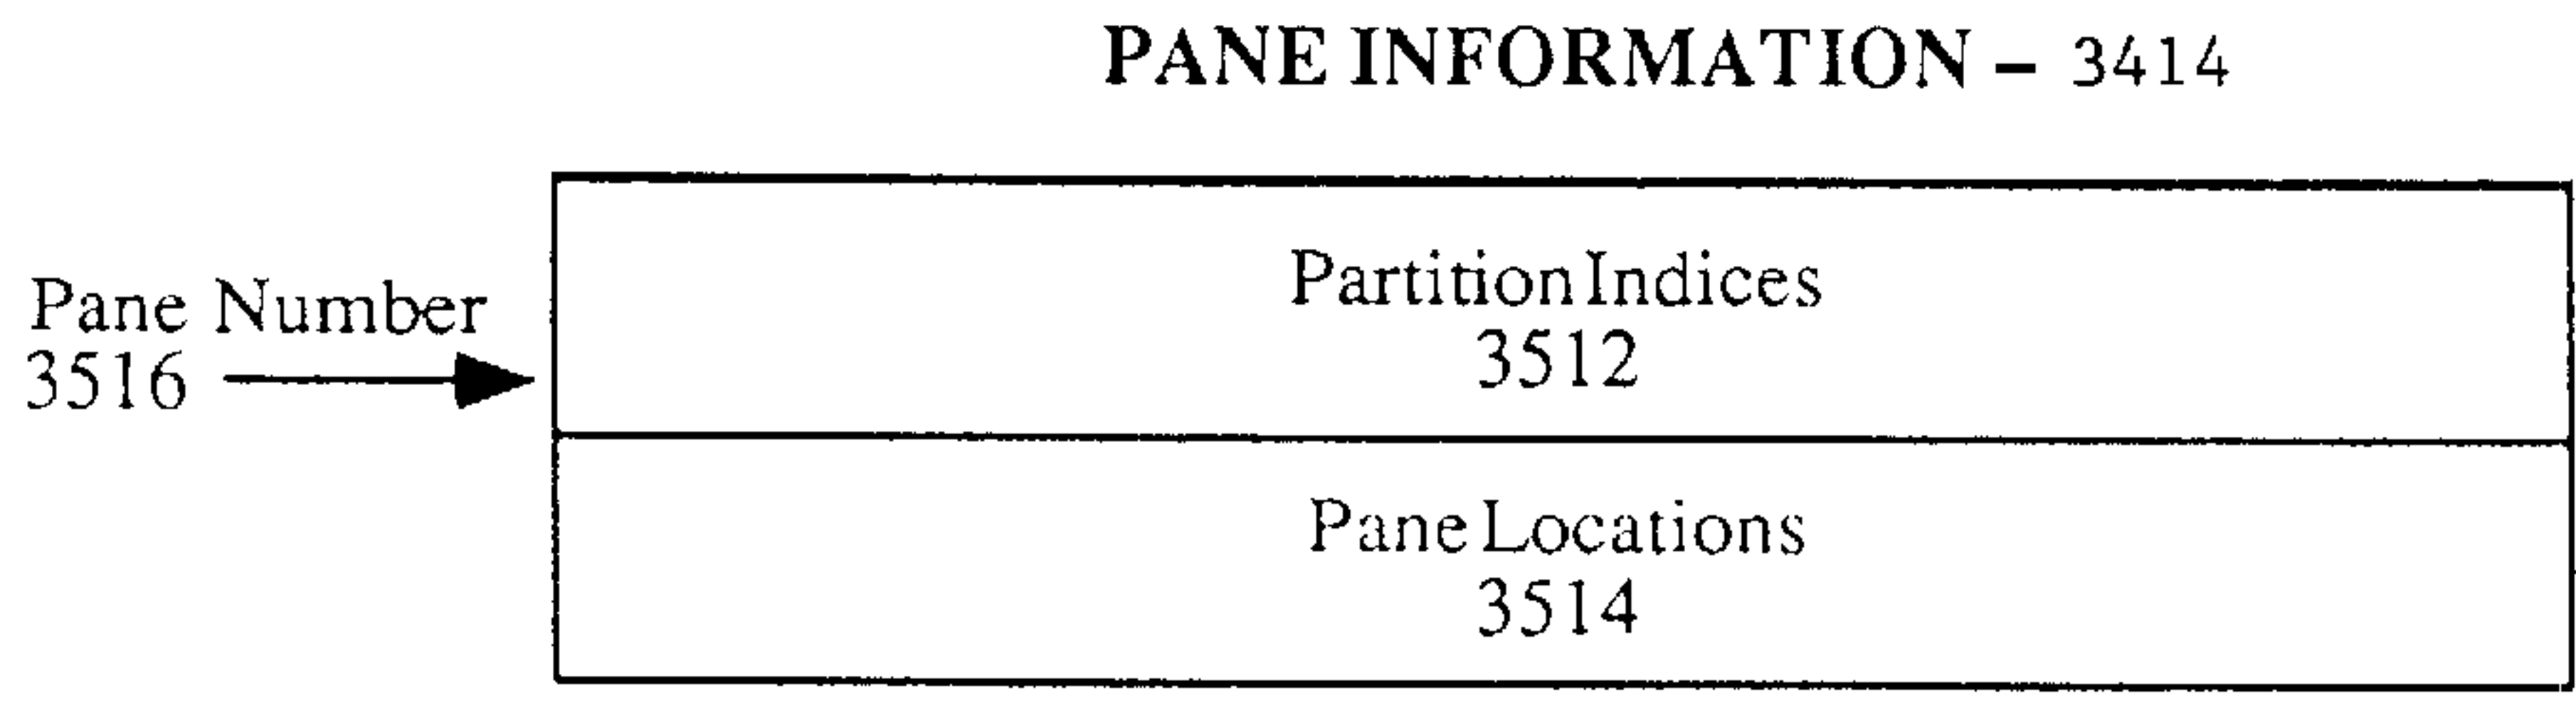 PANE INFORMATION – 3414
Partition Indices
3512
Pane Number
3516
Pane Locations
3514